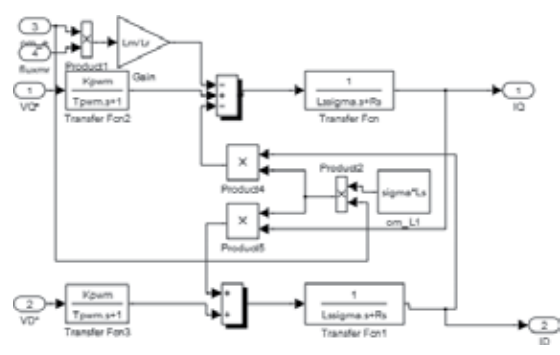 3
4
fluxmr
Product1
Lm/Lr
Gain
1
VQ*
Kpwm
Tpwm.s+1
Transfer Fcn2
1
Lssigma.s+Rs
Transfer Fcn
1
IQ
Product4
Product2
sigma*Ls
om_L1
Product5
2
VD*
Kpwm
Tpwm.s+1
Transfer Fcn3
1
Lssigma.s+Rs
Transfer Fcn1
2
ID